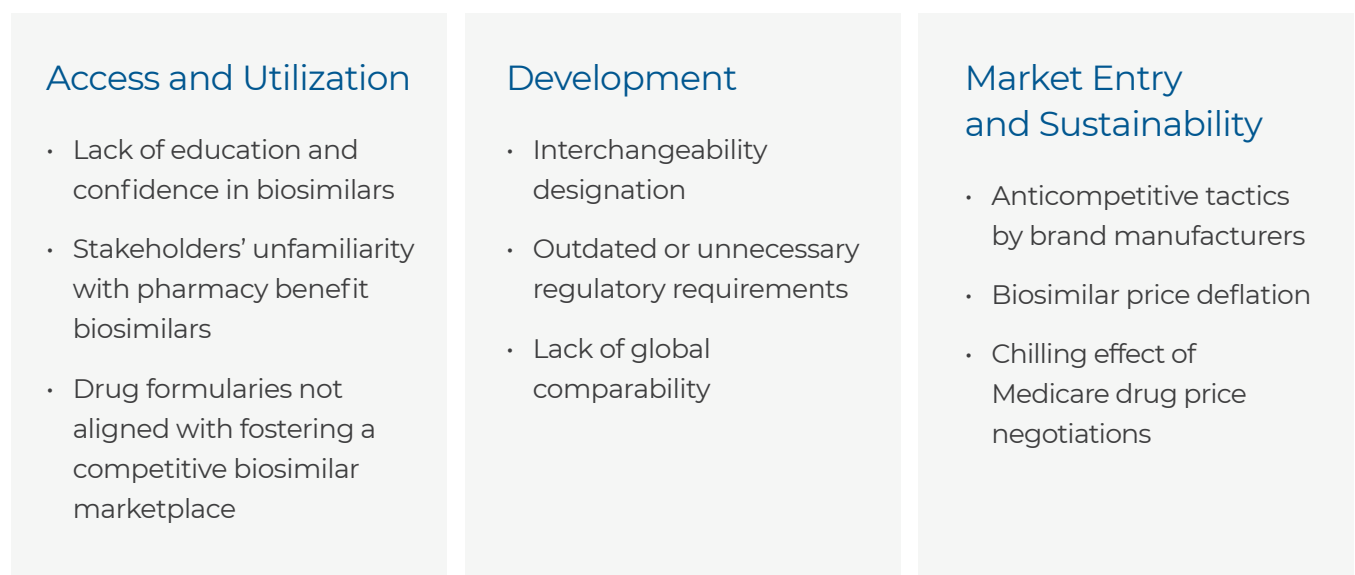 Access and Utilization
• Lack of education and
confidence in biosimilars
• Stakeholders’ unfamiliarity
with pharmacy benefit
biosimilars
• Drug formularies not
aligned with fostering a
competitive biosimilar
marketplace
Development
• Interchangeability
designation
• Outdated or unnecessary
regulatory requirements
• Lack of global
comparability
Market Entry
and Sustainability
• Anticompetitive tactics
by brand manufacturers
• Biosimilar price deflation
• Chilling effect of
Medicare drug price
negotiations